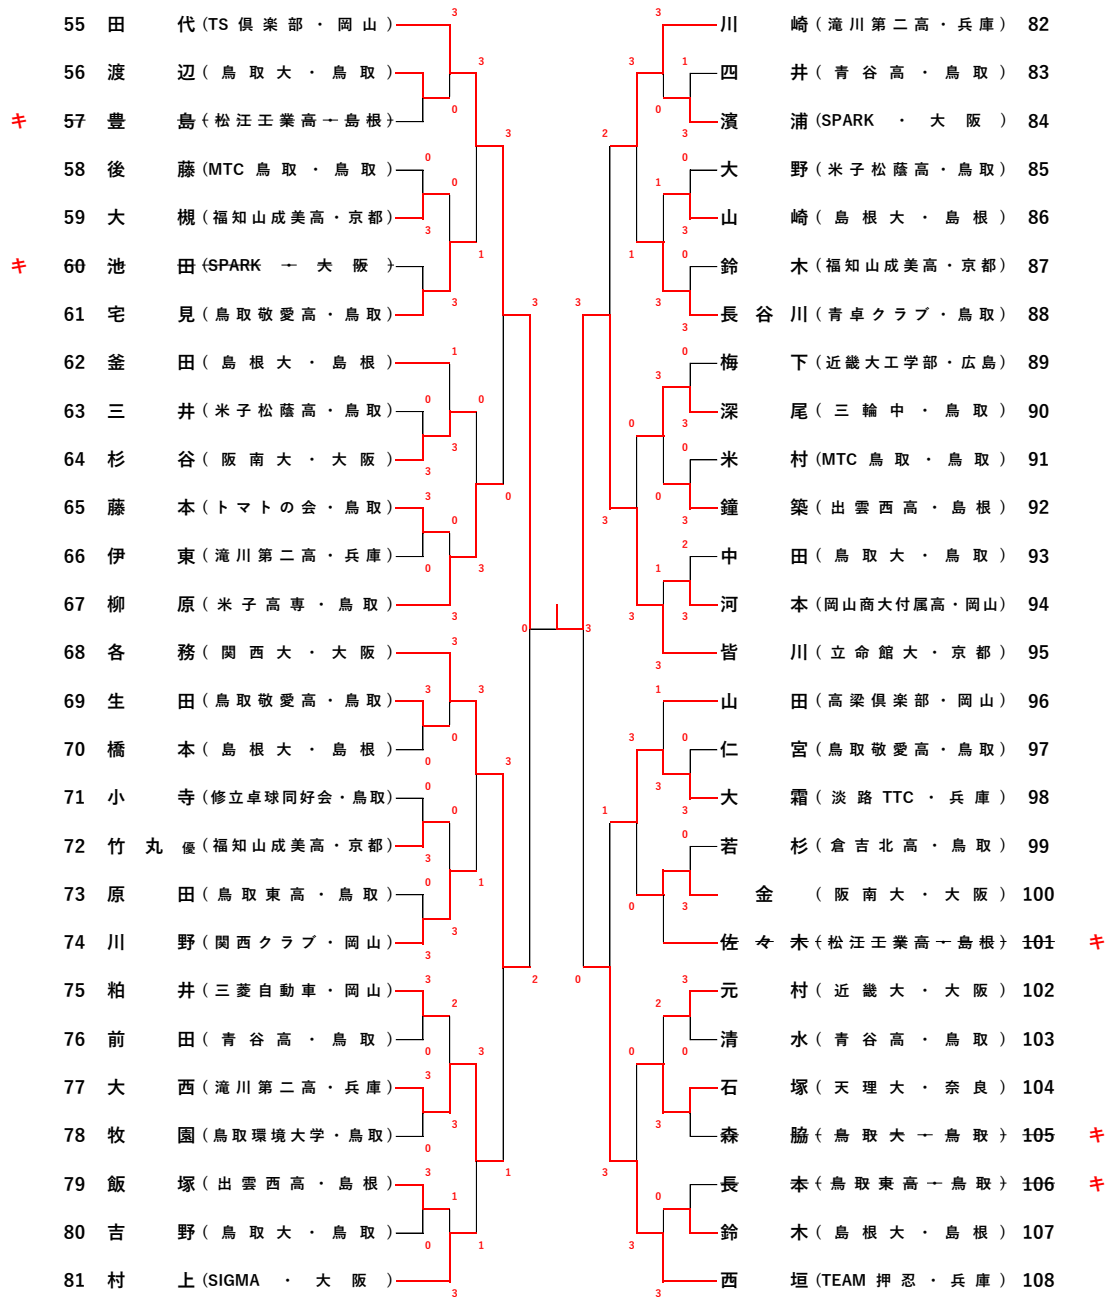 55 田 代 (TS 倶 楽 部 ・ 岡 山 )
56 渡 辺 ( 鳥 取 大 ・ 鳥 取 )
キ 57 豊 島 ( 松 江 工 業 高 ・ 島 根 )
58 後 藤 (MTC 鳥 取 ・ 鳥 取 )
59 大 槻 (福知山成美高・京都)
キ 60 池 田 (SPARK ・ 大 阪 )
61 宅 見 ( 鳥取敬愛高・鳥取)
62 釜 田 ( 島 根 大 ・ 島 根 )
63 三 井 ( 米子松蔭高・鳥取)
64 杉 谷 ( 阪 南 大 ・ 大 阪 )
65 藤 本 ( トマトの会・鳥取)
66 伊 東 ( 滝川第二高・兵庫)
67 柳 原 ( 米 子 高 専 ・ 鳥 取 )
68 各 務 ( 関 西 大 ・ 大 阪 )
69 生 田 ( 鳥取敬愛高・鳥取)
70 橋 本 ( 島 根 大 ・ 島 根 )
71 小 寺 (修立卓球同好会・鳥取)
72 竹 丸 優 (福知山成美高・京都)
73 原 田 ( 鳥取東高・鳥取)
74 川 野 ( 関西クラブ・岡山)
75 粕 井 ( 三菱自動車・岡山)
76 前 田 ( 青 谷 高 ・ 鳥 取 )
77 大 西 ( 滝川第二高・兵庫)
78 牧 園 ( 鳥取環境大学・鳥取)
79 飯 塚 ( 出 雲 西 高 ・ 島 根 )
80 吉 野 ( 鳥 取 大 ・ 鳥 取 )
81 村 上 (SIGMA ・ 大 阪 )
川 崎 ( 滝川第二高・兵庫) 82
四 井 ( 青 谷 高 ・ 鳥 取 ) 83
濱 浦 (SPARK ・ 大 阪 ) 84
大 野 ( 米子松蔭高・鳥取) 85
山 崎 ( 島 根 大 ・ 島 根 ) 86
鈴 木 (福知山成美高・京都) 87
長 谷 川 ( 青卓クラブ・鳥取) 88
梅 下 (近畿大工学部・広島) 89
深 尾 ( 三 輪 中 ・ 鳥 取 ) 90
米 村 (MTC 鳥 取 ・ 鳥 取 ) 91
鐘 築 ( 出 雲 西 高 ・ 島 根 ) 92
中 田 ( 鳥 取 大 ・ 鳥 取 ) 93
河 本 (岡山商大付属高・岡山) 94
皆 川 ( 立 命 館 大 ・ 京 都 ) 95
山 田 ( 高梁倶楽部・岡山) 96
仁 宮 ( 鳥取敬愛高・鳥取) 97
大 霜 ( 淡 路 TTC ・ 兵 庫 ) 98
若 杉 ( 倉 吉 北 高 ・ 鳥 取 ) 99
金 ( 阪 南 大 ・ 大 阪 ) 100
佐 々 木 ( 松江工業高・島根) 101 キ
元 村 ( 近 畿 大 ・ 大 阪 ) 102
清 水 ( 青 谷 高 ・ 鳥 取 ) 103
石 塚 ( 天 理 大 ・ 奈 良 ) 104
森 脇 ( 鳥 取 大 ・ 鳥 取 ) 105 キ
長 本 ( 鳥取東高・鳥取) 106 キ
鈴 木 ( 島 根 大 ・ 島 根 ) 107
西 垣 (TEAM 押 忍 ・ 兵 庫 ) 108